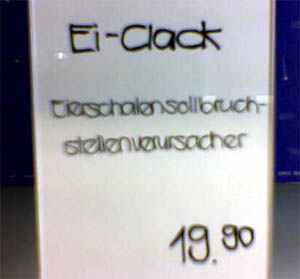 Ei-Clack
Eierschalensollbruch-
stellenverursacher
19.90